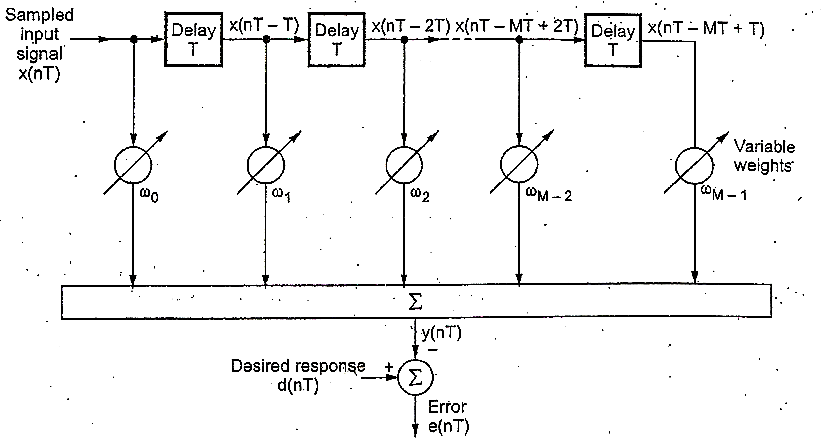 Sampled
input
signal
x(nT)
Delay
T
x(nT – T)
Delay
T
x(nT – 2T)
x(nT – MT + 2T)
Delay
T
x(nT – MT + T)
Variable
weights
ω0
ω1
ω2
ωM – 2
ωM – 1
Σ
y(nT)
–
Desired response
d(nT)
+
Σ
Error
e(nT)